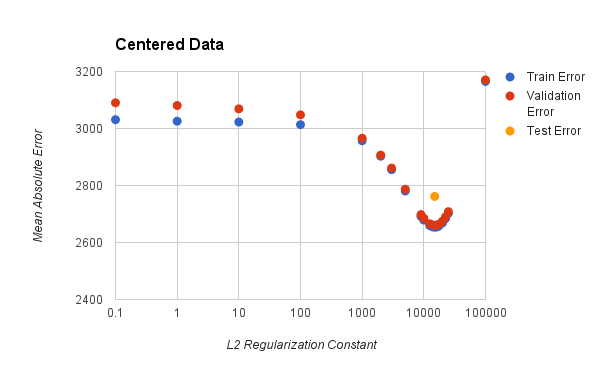 Centered Data
3200
3000
2800
2600
2400
0.1
1
10
100
1000
10000
100000
Mean Absolute Error
L2 Regularization Constant
Train Error
Validation
Error
Test Error